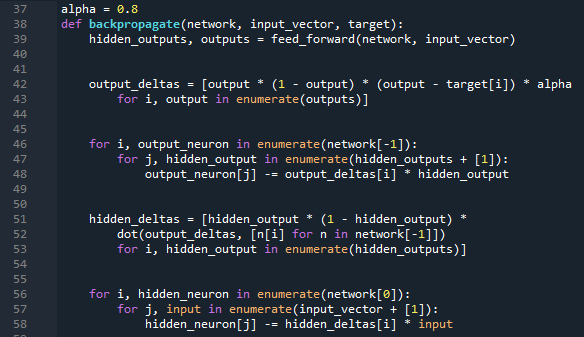 37 alpha = 0.8
38 def backpropagate(network, input_vector, target):
39     hidden_outputs, outputs = feed_forward(network, input_vector)
40
41
42     output_deltas = [output * (1 - output) * (output - target[i]) * alpha
43         for i, output in enumerate(outputs)]
44
45
46     for i, output_neuron in enumerate(network[-1]):
47         for j, hidden_output in enumerate(hidden_outputs + [1]):
48             output_neuron[j] -= output_deltas[i] * hidden_output
49
50
51     hidden_deltas = [hidden_output * (1 - hidden_output) *
52         dot(output_deltas, [n[i] for n in network[-1]])
53         for i, hidden_output in enumerate(hidden_outputs)]
54
55
56     for i, hidden_neuron in enumerate(network[0]):
57         for j, input in enumerate(input_vector + [1]):
58             hidden_neuron[j] -= hidden_deltas[i] * input